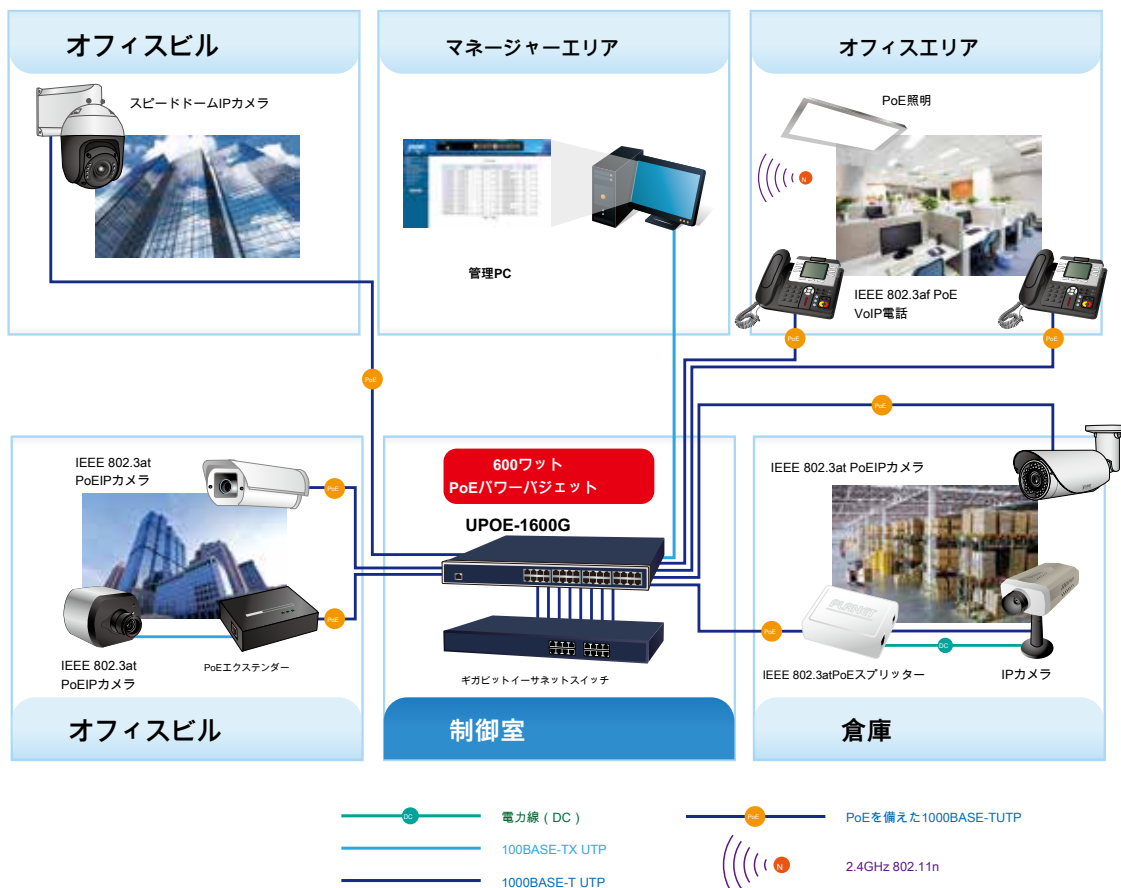 オフィスビル
スピードドームIPカメラ
マネージャーエリア
管理PC
オフィスエリア
PoE照明
N
IEEE 802.3af PoE
VoIP電話
PoE
PoE
PoE
PoE
IEEE 802.3at
PoEIPカメラ
PoE
IEEE 802.3at
PoEIPカメラ
PoEエクステンダー
PoE
オフィスビル
600ワット
PoEパワーバジェット
UPOE-1600G
ギガビットイーサネットスイッチ
制御室
IEEE 802.3at PoEIPカメラ
PLANET
PoE
DC
IEEE 802.3atPoEスプリッター
IPカメラ
倉庫
DC
電力線（DC）
100BASE-TX UTP
1000BASE-T UTP
PoE
PoEを備えた1000BASE-TUTP
N
2.4GHz 802.11n